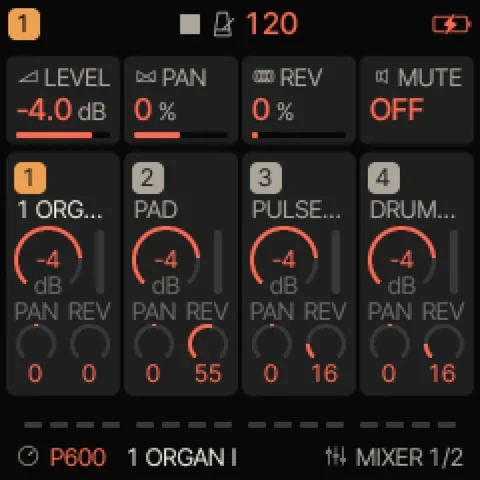 1 120
LEVEL PAN REV MUTE
-4.0 dB 0 % 0 % OFF
1 2 3 4
1 ORG... PAD PULSE... DRUM...
-4 -4 -4 -4
dB dB dB dB
PAN REV PAN REV PAN REV PAN REV
0 0 0 55 0 16 0 16
P600 1 ORGAN I MIXER 1/2